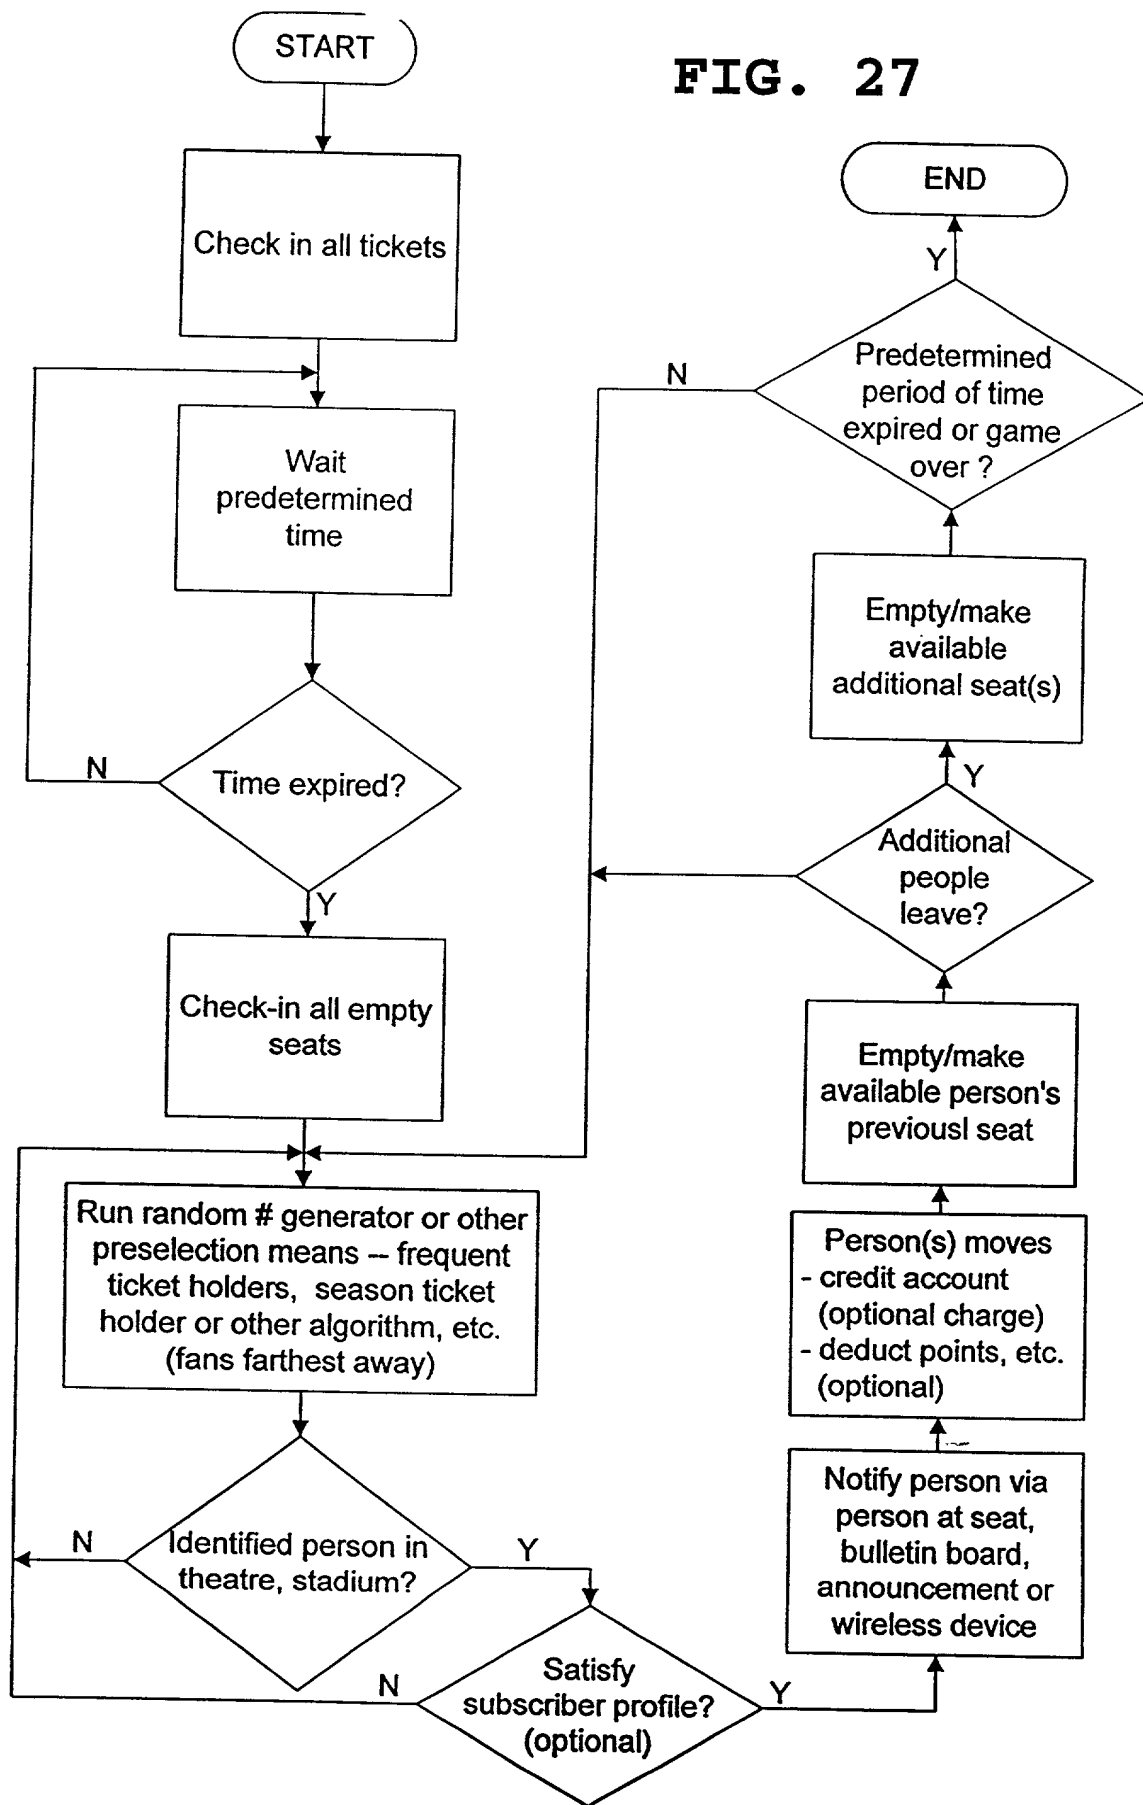 START
FIG. 27
Check in all tickets
Wait
predetermined
time
Time expired?
N
Y
Check-in all empty
seats
Run random # generator or other
preselection means -- frequent
ticket holders, season ticket
holder or other algorithm, etc.
(fans farthest away)
Identified person in
theatre, stadium?
N
Y
Satisfy
subscriber profile?
(optional)
N
Y
Notify person via
person at seat,
bulletin board,
announcement or
wireless device
Person(s) moves
- credit account
(optional charge)
- deduct points, etc.
(optional)
Empty/make
available person's
previousl seat
Additional
people
leave?
Y
Empty/make
available
additional seat(s)
Predetermined
period of time
expired or game
over ?
N
Y
END